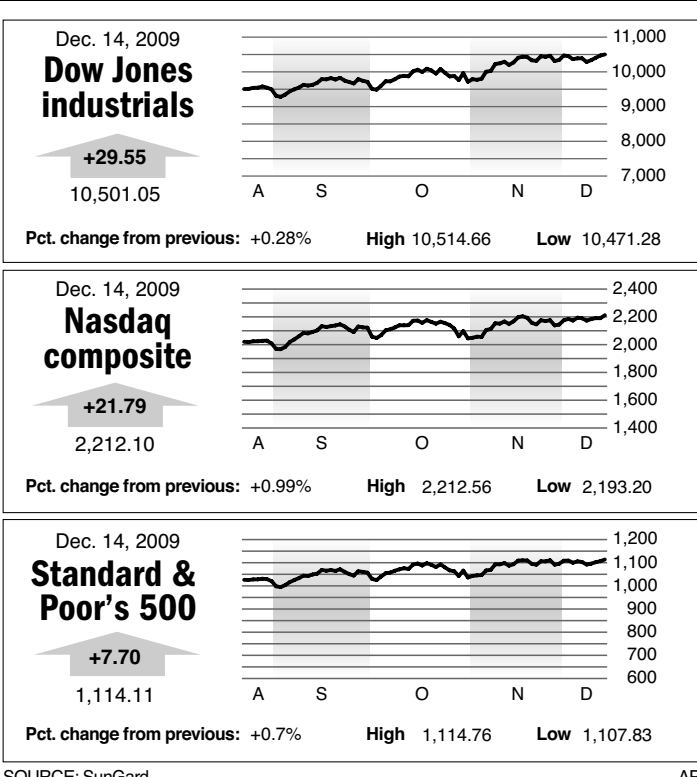 Dec. 14, 2009
Dow Jones
industrials
+29.55
10,501.05
11,000
10,000
9,000
8,000
7,000
A S O N D
Pct. change from previous: +0.28% High 10,514.66 Low 10,471.28
Dec. 14, 2009
Nasdaq
composite
+21.79
2,212.10
2,400
2,200
2,000
1,800
1,600
1,400
A S O N D
Pct. change from previous: +0.99% High 2,212.56 Low 2,193.20
Dec. 14, 2009
Standard &
Poor's 500
+7.70
1,114.11
1,200
1,100
1,000
900
800
700
600
A S O N D
Pct. change from previous: +0.7% High 1,114.76 Low 1,107.83
SOURCE: SunGard AP